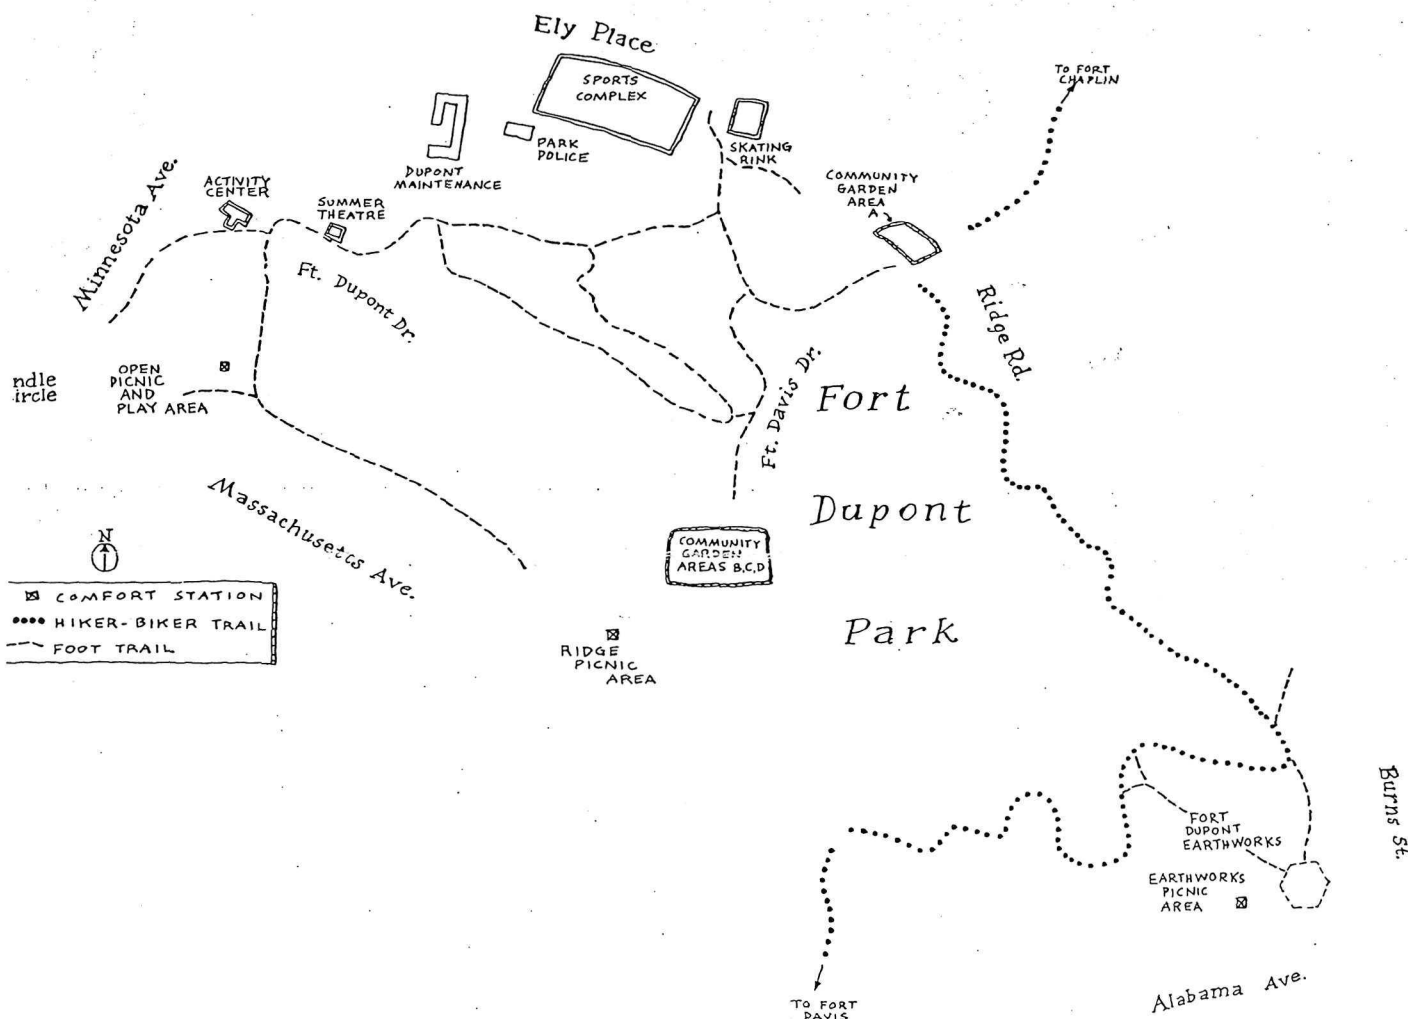 Ely Place
SPORTS
COMPLEX
TO FORT
CHAPLIN
PARK
POLICE
SKATING
RINK
DUPONT
MAINTENANCE
COMMUNITY
GARDEN
AREA
A
Minnesota Ave.
ACTIVITY
CENTER
SUMMER
THEATRE
Ft. Dupont Dr.
Ridge Rd.
ndle
ircle
OPEN
PICNIC
AND
PLAY AREA
Ft. Davis Dr.
Fort
Dupont
Park
Massachusetts Ave.
COMMUNITY
GARDEN
AREAS B,C,D
N
COMFORT STATION
HIKER-BIKER TRAIL
FOOT TRAIL
RIDGE
PICNIC
AREA
Burns St.
FORT
DUPONT
EARTHWORKS
EARTHWORKS
PICNIC
AREA
Alabama Ave.
TO FORT
DAVIS